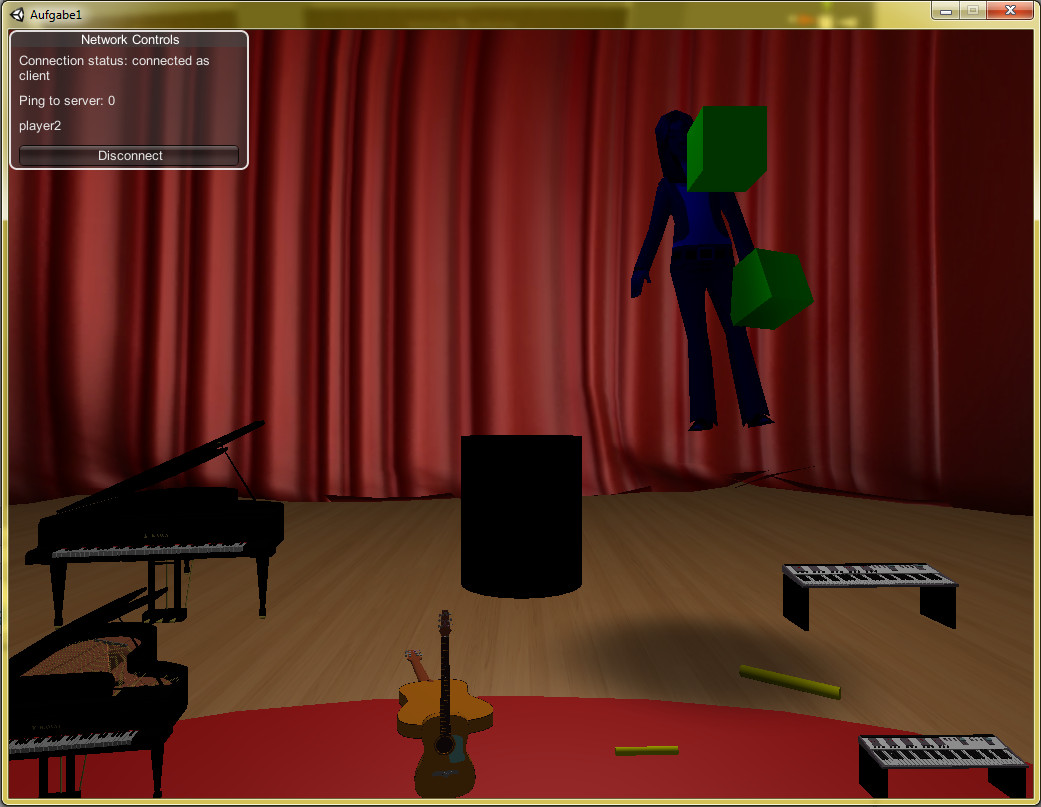 Aufgabe1
Network Controls
Connection status: connected as
client
Ping to server: 0
player2
Disconnect